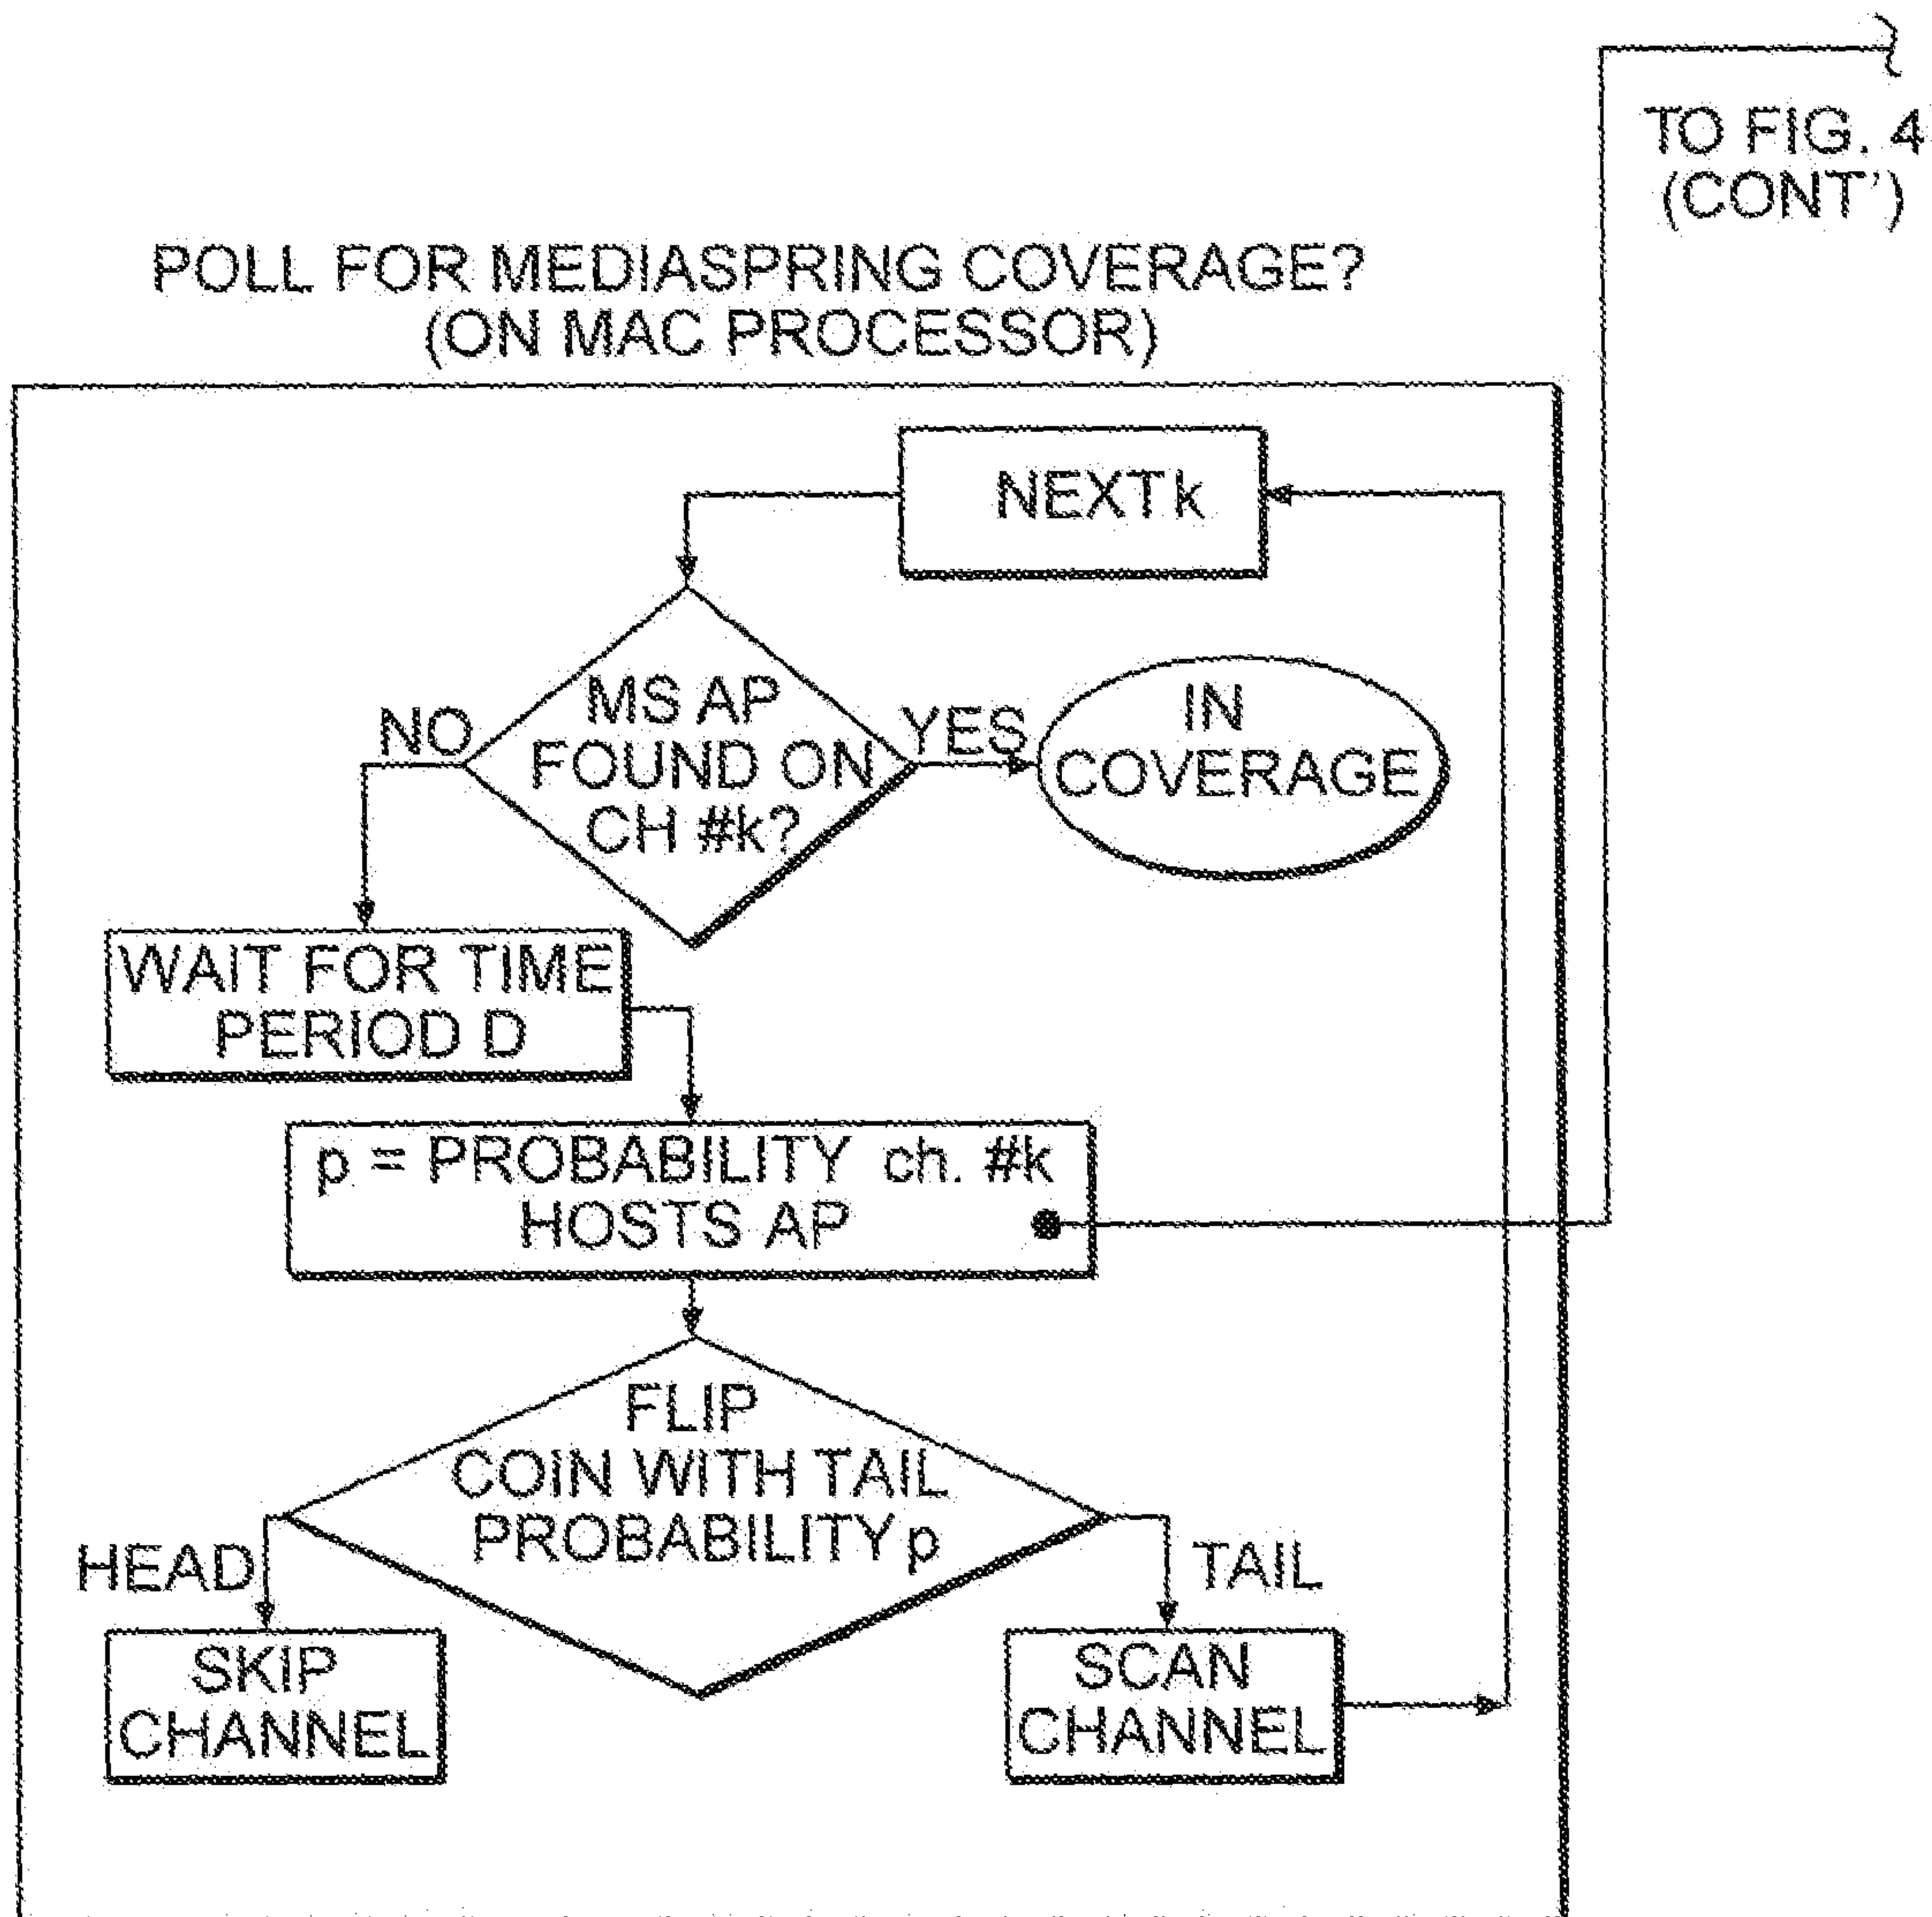 TO FIG. 4
(CONT')
POLL FOR MEDIASPRING COVERAGE?
(ON MAC PROCESSOR)
NEXT k
MS AP
FOUND ON
CH #k?
NO
YES
IN
COVERAGE
WAIT FOR TIME
PERIOD D
p = PROBABILITY ch. #k
HOSTS AP
FLIP
COIN WITH TAIL
PROBABILITY p
HEAD
TAIL
SKIP
CHANNEL
SCAN
CHANNEL